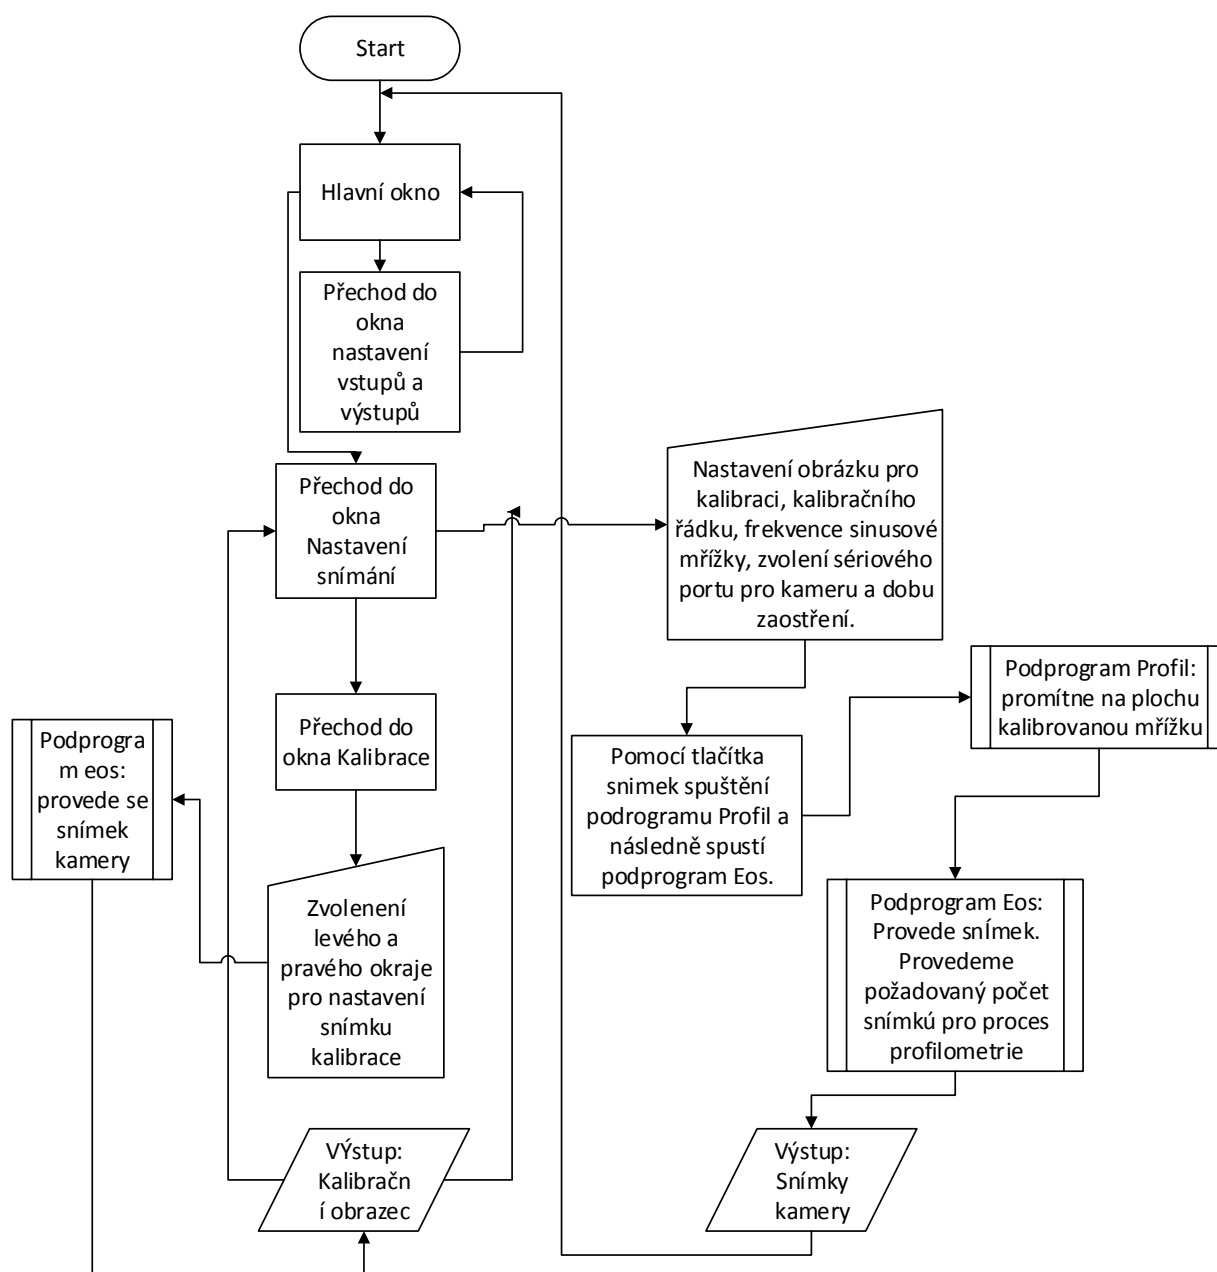 Start
Hlavní okno
Přechod do
okna
nastavení
vstupů a
výstupů
Přechod do
okna
Nastavení
snímání
Nastavení obrázku pro
kalibraci, kalibračního
řádku, frekvence sinusové
mřížky, zvolení sériového
portu pro kameru a dobu
zaostření.
Přechod do
okna Kalibrace
Podprogram Profil:
promítne na plochu
kalibrovanou mřížku
Podprogra
m eos:
provede se
snímek
kamery
Pomocí tlačítka
snimek spuštění
podrogramu Profil a
následně spustí
podprogram Eos.
Zvolenení
levého a
pravého okraje
pro nastavení
snímku
kalibrace
Podprogram Eos:
Provede snÍmek.
Provedeme
požadovaný počet
snímkú pro proces
profilometrie
VÝstup:
Kalibračn
í obrazec
Výstup:
Snímky
kamery